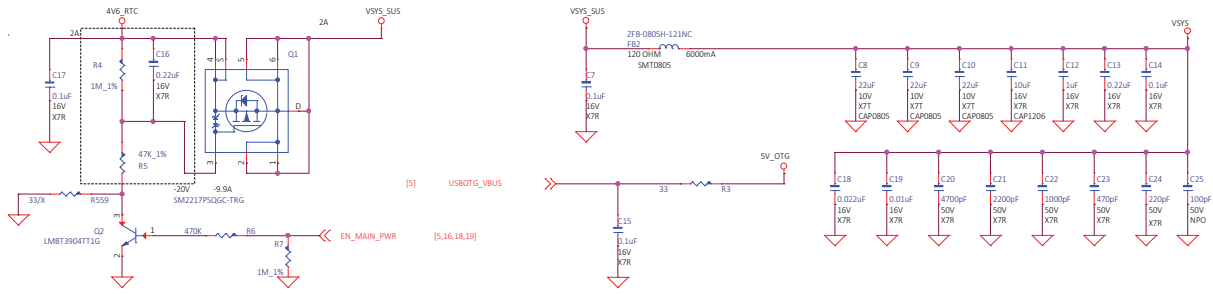 4V6_RTC
VSYS_SUS
2A
2A
C17
0.1uF
16V
X7R
R4
1M_1%
C16
0.22uF
16V
X7R
Q1
4
S
5
6
D
3
2
1
47K_1%
R5
-20V
-9.9A
SM2217PSQGC-TRG
33/X
R559
Q2
LMBT3904TT1G
3
1
2
470K
R6
R7
1M_1%
EN_MAIN_PWR
[5,16,18,19]
VSYS_SUS
ZFB-0805H-121NC
FB2
120 OHM
6000mA
SMT0805
C7
0.1uF
16V
X7R
VSYS
C8
22uF
10V
X7T
CAP0805
C9
22uF
10V
X7T
CAP0805
C10
22uF
10V
X7T
CAP0805
C11
10uF
16V
X7R
CAP1206
C12
1uF
16V
X7R
C13
0.22uF
16V
X7R
C14
0.1uF
16V
X7R
[5]
USBOTG_VBUS
33
R3
5V_OTG
C15
0.1uF
16V
X7R
C18
0.022uF
16V
X7R
C19
0.01uF
16V
X7R
C20
4700pF
50V
X7R
C21
2200pF
50V
X7R
C22
1000pF
50V
X7R
C23
470pF
50V
X7R
C24
220pF
50V
X7R
C25
100pF
50V
NPO